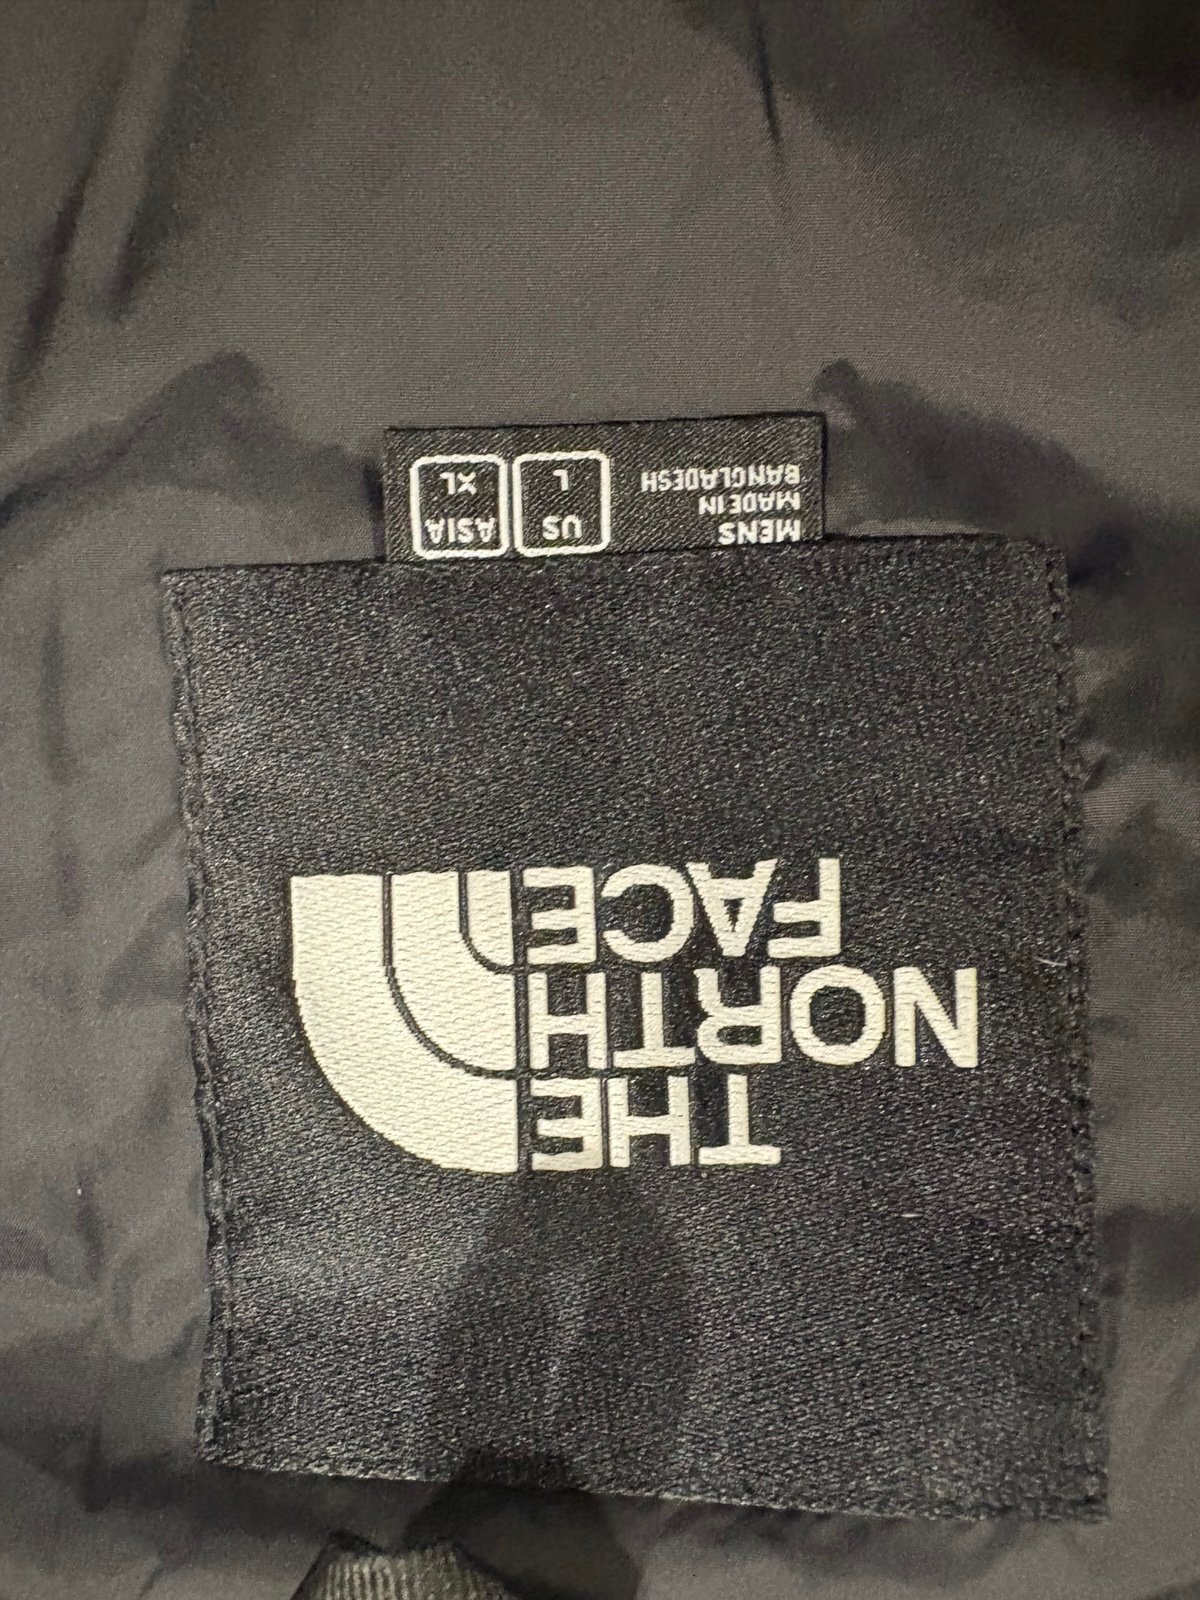 THE
NORTH
FACE
MENS
MADE IN
BANGLADESH
US
L
ASIA
XL